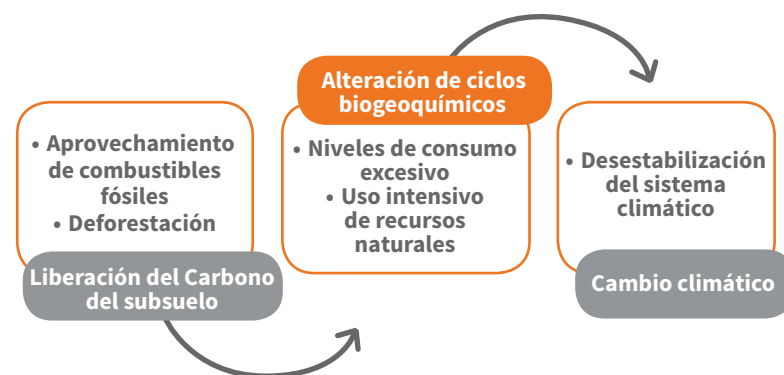 • Aprovechamiento
de combustibles
fósiles
• Deforestación
Liberación del Carbono
del subsuelo
Alteración de ciclos
biogeoquímicos
• Niveles de consumo
excesivo
• Uso intensivo
de recursos
naturales
• Desestabilización
del sistema
climático
Cambio climático